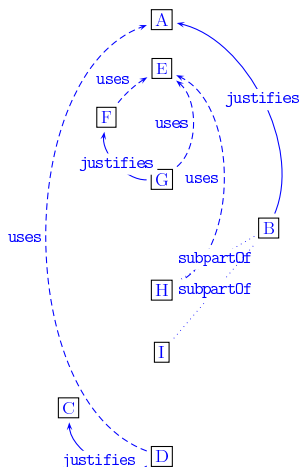 A
E
uses
justifies
F
uses
justifies
G
uses
B
uses
subpartOf
H
subpartOf
I
C
D
justifies